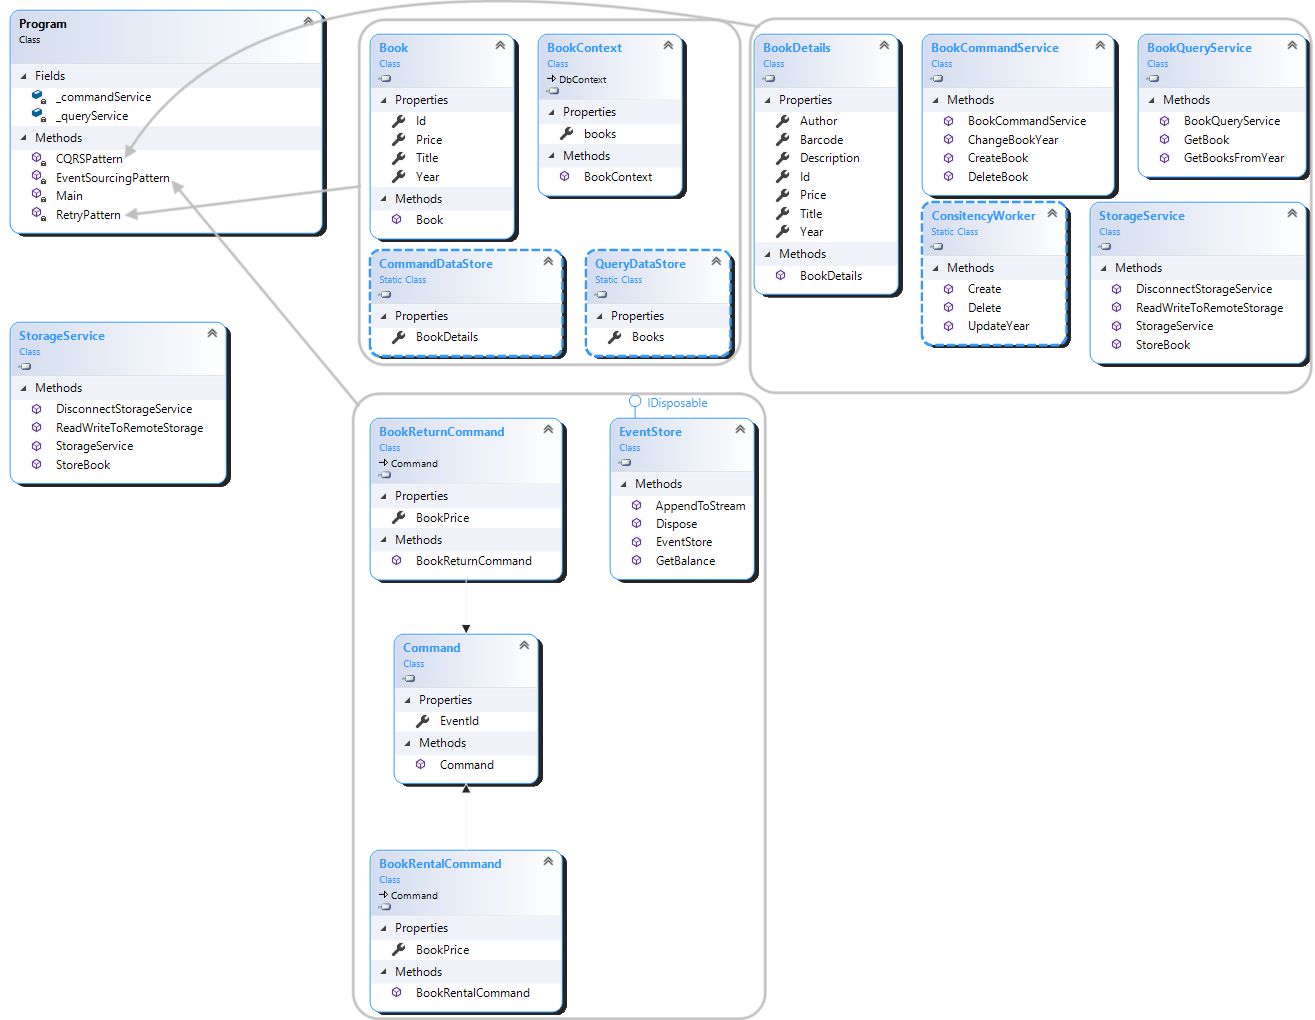 Program
Class
Fields
_commandService
_queryService
Methods
CQRSPattern
EventSourcingPattern
Main
RetryPattern
Book
Class
Properties
Id
Price
Title
Year
Methods
Book
BookContext
Class
DbContext
Properties
books
Methods
BookContext
CommandDataStore
Static Class
Properties
BookDetails
QueryDataStore
Static Class
Properties
Books
BookDetails
Class
Properties
Author
Barcode
Description
Id
Price
Title
Year
Methods
BookDetails
BookCommandService
Class
Methods
BookCommandService
ChangeBookYear
CreateBook
DeleteBook
BookQueryService
Class
Methods
BookQueryService
GetBook
GetBooksFromYear
ConsitencyWorker
Static Class
Methods
Create
Delete
UpdateYear
StorageService
Class
Methods
DisconnectStorageService
ReadWriteToRemoteStorage
StorageService
StoreBook
StorageService
Class
Methods
DisconnectStorageService
ReadWriteToRemoteStorage
StorageService
StoreBook
BookReturnCommand
Class
Command
Properties
BookPrice
Methods
BookReturnCommand
IDisposable
EventStore
Class
Methods
AppendToStream
Dispose
EventStore
GetBalance
Command
Class
Properties
EventId
Methods
Command
BookRentalCommand
Class
Command
Properties
BookPrice
Methods
BookRentalCommand